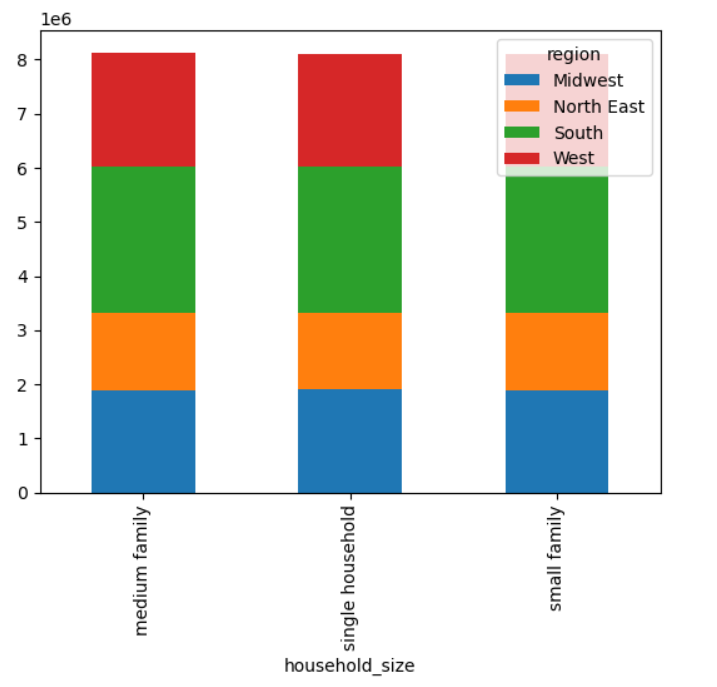 1e6
8
7
6
5
4
3
2
1
0
region
Midwest
North East
South
West
medium family
single household
small family
household_size